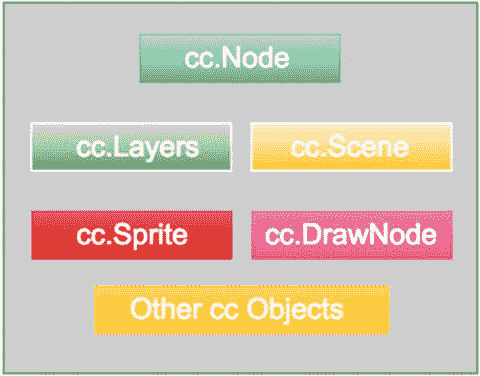 cc.Node
cc.Layers
cc.Scene
cc.Sprite
cc.DrawNode
Other cc Objects